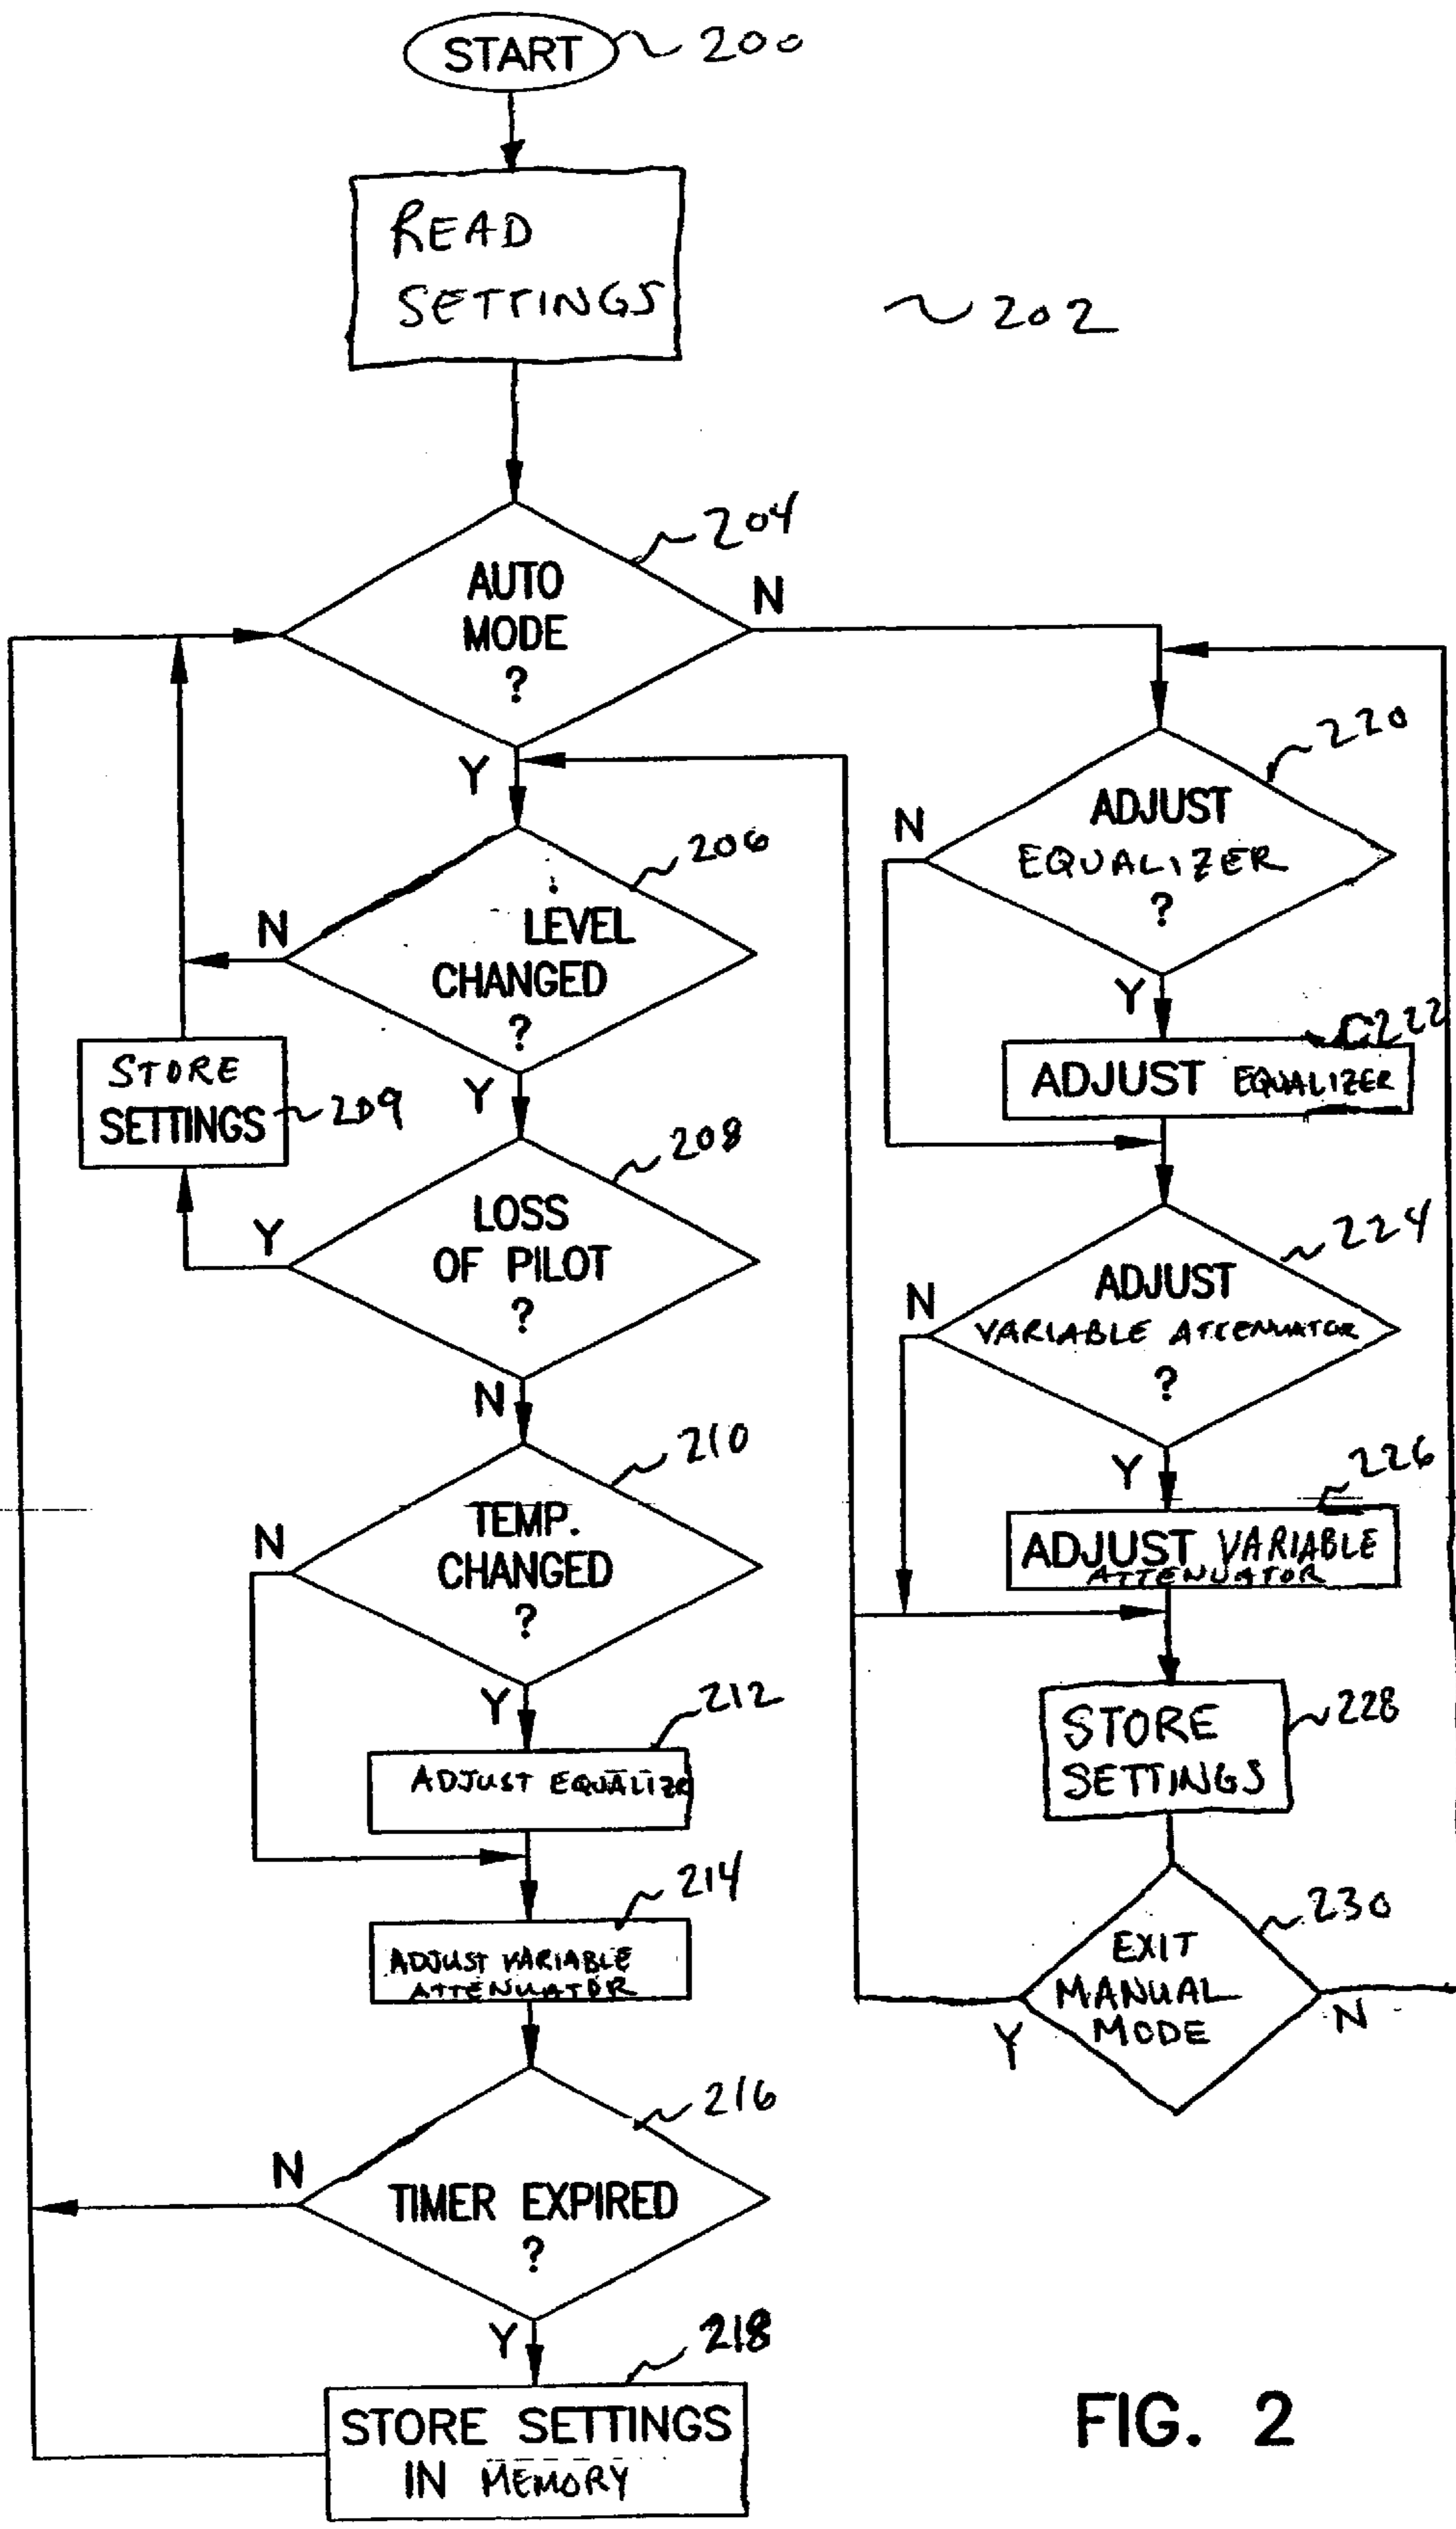 START 200
READ
SETTINGS
202
204
AUTO
MODE
?
N
Y
206
LEVEL
CHANGED
?
N
Y
STORE
SETTINGS 209
208
LOSS
OF PILOT
?
Y
N
210
TEMP.
CHANGED
?
N
Y
212
ADJUST EQUALIZER
214
ADJUST VARIABLE
ATTENUATOR
216
TIMER EXPIRED
?
N
Y
218
STORE SETTINGS
IN MEMORY
220
ADJUST
EQUALIZER
?
N
Y
222
ADJUST EQUALIZER
224
ADJUST
VARIABLE ATTENUATOR
?
N
Y
226
ADJUST VARIABLE
ATTENUATOR
STORE
SETTINGS
228
230
EXIT
MANUAL
MODE
Y
N
FIG. 2